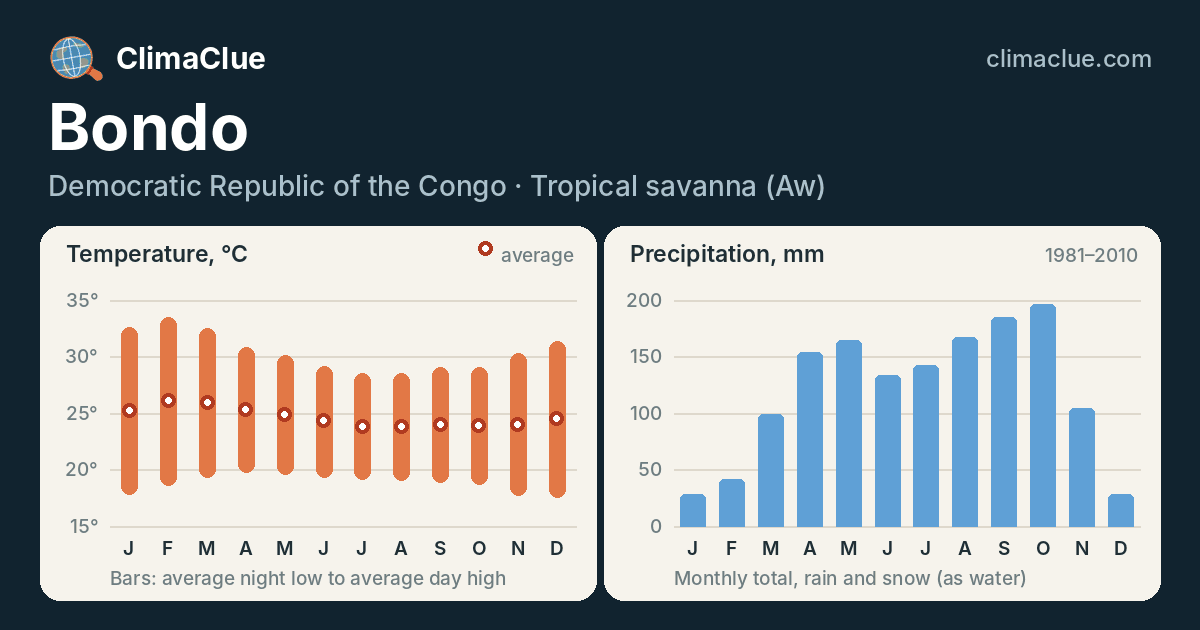 ClimaClue
climaclue.com
Bondo
Democratic Republic of the Congo · Tropical savanna (Aw)
Temperature, °C
average
35°
30°
25°
20°
15°
J F M A M J J A S O N D
Bars: average night low to average day high
Precipitation, mm
1981–2010
200
150
100
50
0
J F M A M J J A S O N D
Monthly total, rain and snow (as water)